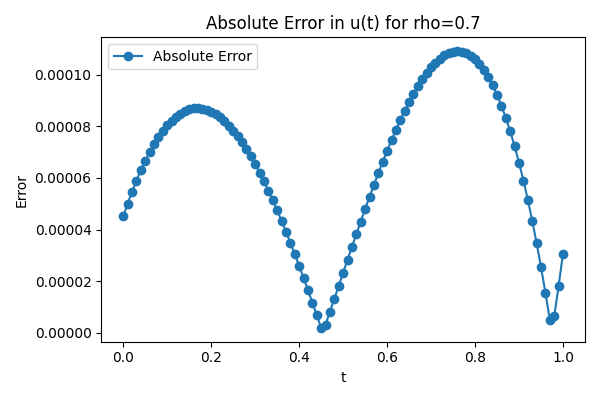 Absolute Error in u(t) for rho=0.7
Absolute Error
Error
0.00010
0.00008
0.00006
0.00004
0.00002
0.00000
0.0 0.2 0.4 0.6 0.8 1.0
t